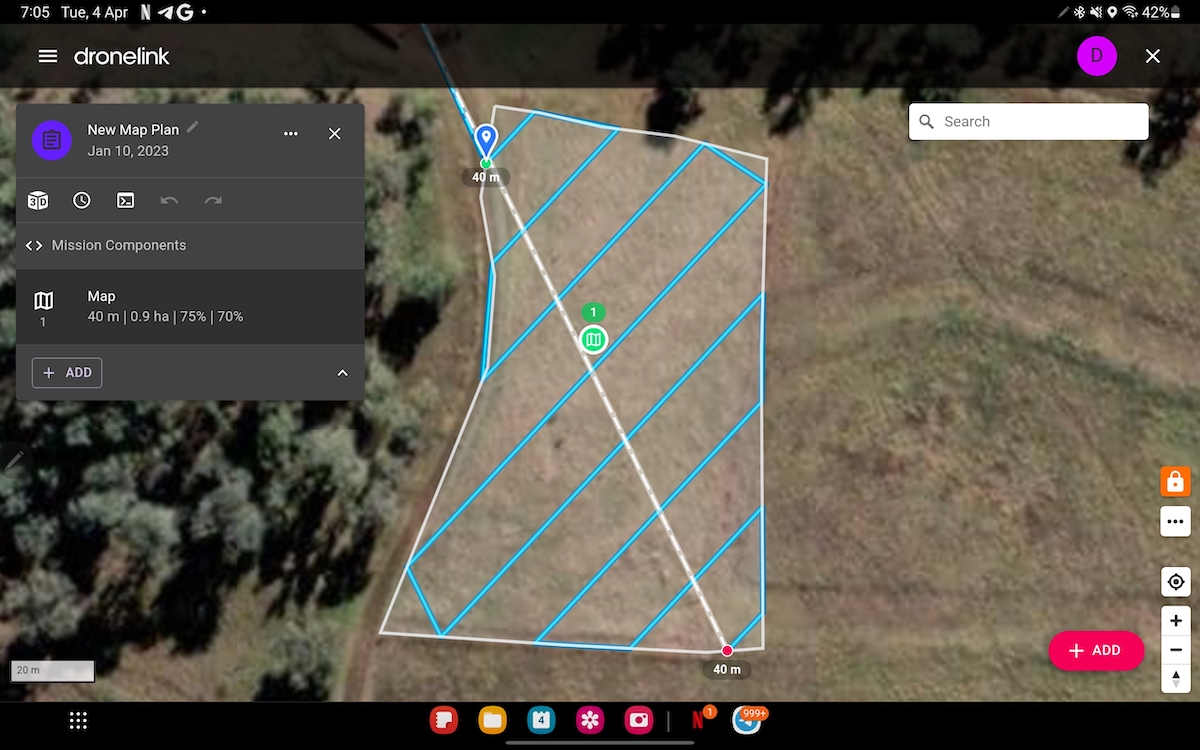 7:05 Tue, 4 Apr N G
42%
dronelink
D
New Map Plan
Jan 10, 2023
Search
3D
Mission Components
Map
40 m | 0.9 ha | 75% | 70%
1
+ ADD
40 m
1
40 m
+ ADD
20 m
4
N 1
999+